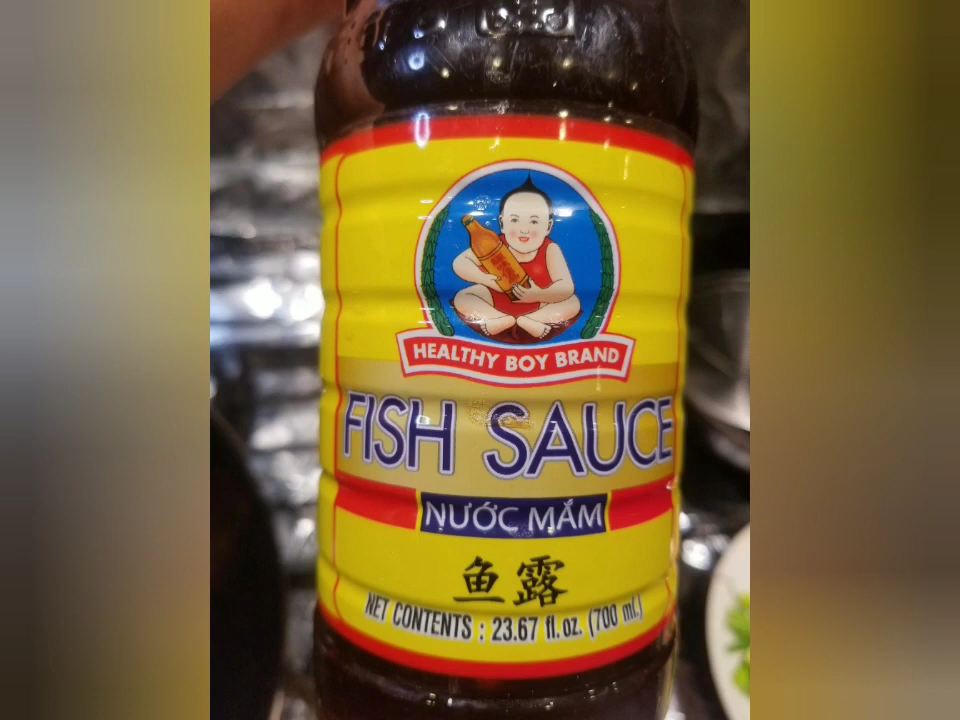 HEALTHY BOY BRAND
FISH SAUCE
NƯỚC MẮM
鱼露
NET CONTENTS : 23.67 fl. oz. (700 ml.)